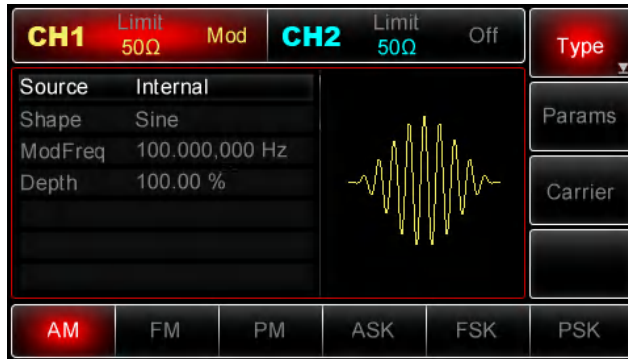 CH1 Limit 50Ω Mod CH2 Limit 50Ω Off Type
Source Internal
Shape Sine
ModFreq 100.000,000 Hz
Depth 100.00 %
Params
Carrier
AM FM PM ASK FSK PSK